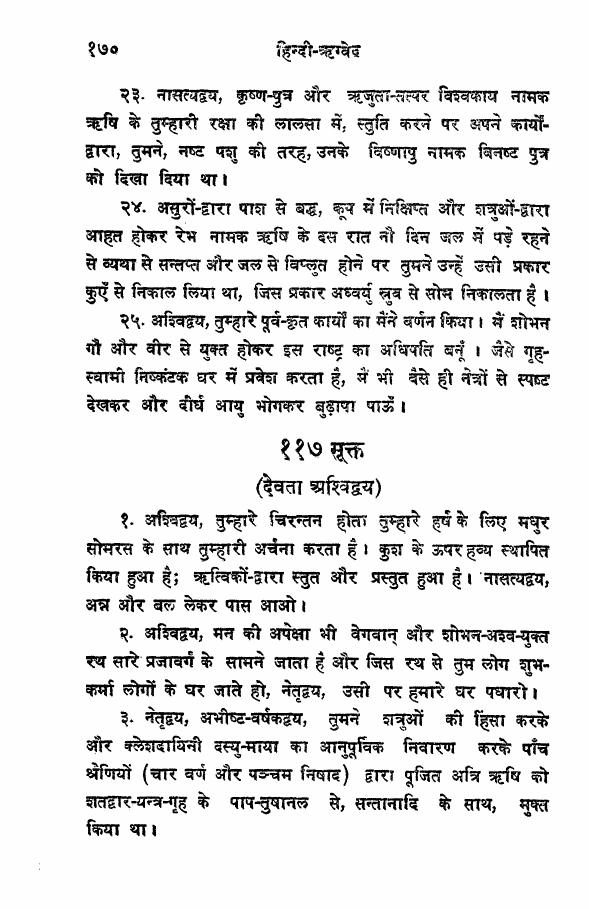 १७०
हिन्दी-ऋग्वेद
२३. नासत्यद्वय, कृष्ण-पुत्र और ऋजुता-तत्पर विश्वकाय नामक
ऋषि के तुम्हारी रक्षा की लालसा में, स्तुति करने पर अपने कार्यों-
द्वारा, तुमने, नष्ट पशु की तरह, उनके विष्णापु नामक विनष्ट पुत्र
को दिखा दिया था।
२४. असुरों-द्वारा पाश से बद्ध, कूप में निक्षिप्त और शत्रुओं-द्वारा
आहत होकर रेभ नामक ऋषि के दस रात नौ दिन जल में पड़े रहने
से व्यथा से सन्तप्त और जल से विप्लुत होने पर तुमने उन्हें उसी प्रकार
कुएँ से निकाल लिया था, जिस प्रकार अध्वर्यु स्रुव से सोम निकालता है।
२५. अश्विद्वय, तुम्हारे पूर्व-कृत कार्यों का मैंने वर्णन किया। मैं शोभन
गौ और वीर से युक्त होकर इस राष्ट्र का अधिपति बनूँ । जैसे गृह-
स्वामी निष्कंटक घर में प्रवेश करता है, मैं भी वैसे ही नेत्रों से स्पष्ट
देखकर और दीर्घ आयु भोगकर बुढ़ापा पाऊँ।
११७ सूक्त
(देवता अश्विद्वय)
१. अश्विद्वय, तुम्हारे चिरन्तन होता तुम्हारे हर्ष के लिए मधुर
सोमरस के साथ तुम्हारी अर्चना करता है। कुश के ऊपर हव्य स्थापित
किया हुआ है; ऋत्विकों-द्वारा स्तुत और प्रस्तुत हुआ है। नासत्यद्वय,
अन्न और बल लेकर पास आओ।
२. अश्विद्वय, मन की अपेक्षा भी वेगवान् और शोभन-अश्व-युक्त
रथ सारे प्रजावर्ग के सामने जाता है और जिस रथ से तुम लोग शुभ-
कर्मा लोगों के घर जाते हो, नेतृद्वय, उसी पर हमारे घर पधारो।
३. नेतृद्वय, अभीष्ट-वर्षकद्वय, तुमने शत्रुओं की हिंसा करके
और क्लेशदायिनी दस्यु-माया का आनुपूर्विक निवारण करके पाँच
श्रेणियों (चार वर्ण और पञ्चम निषाद) द्वारा पूजित अत्रि ऋषि को
शतद्वार-यन्त्र-गृह के पाप-तुषानल से, सन्तानादि के साथ, मुक्त
किया था।